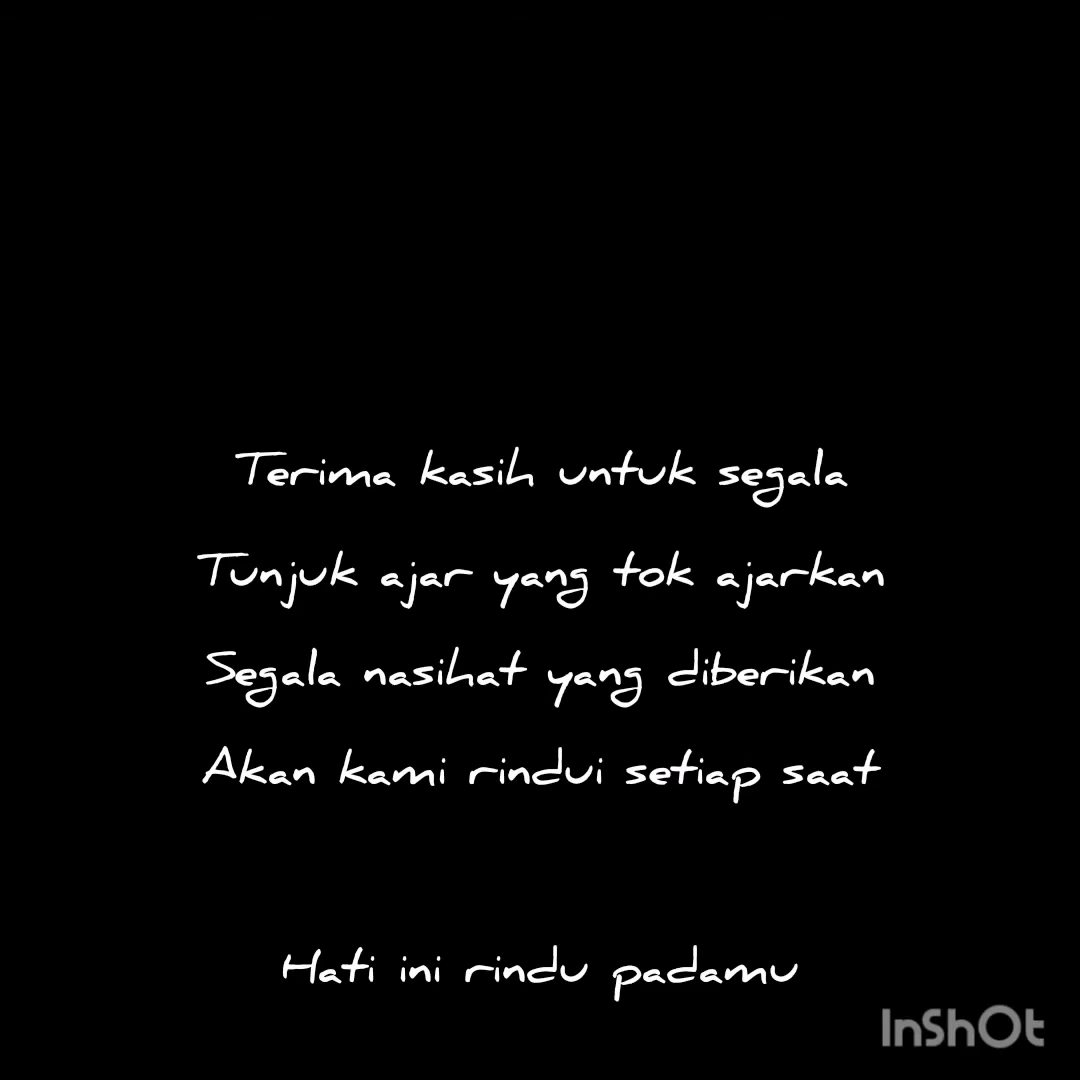 Terima kasih untuk segala
Tunjuk ajar yang tok ajarkan
Segala nasihat yang diberikan
Akan kami rindui setiap saat
Hati ini rindu padamu
InShOt